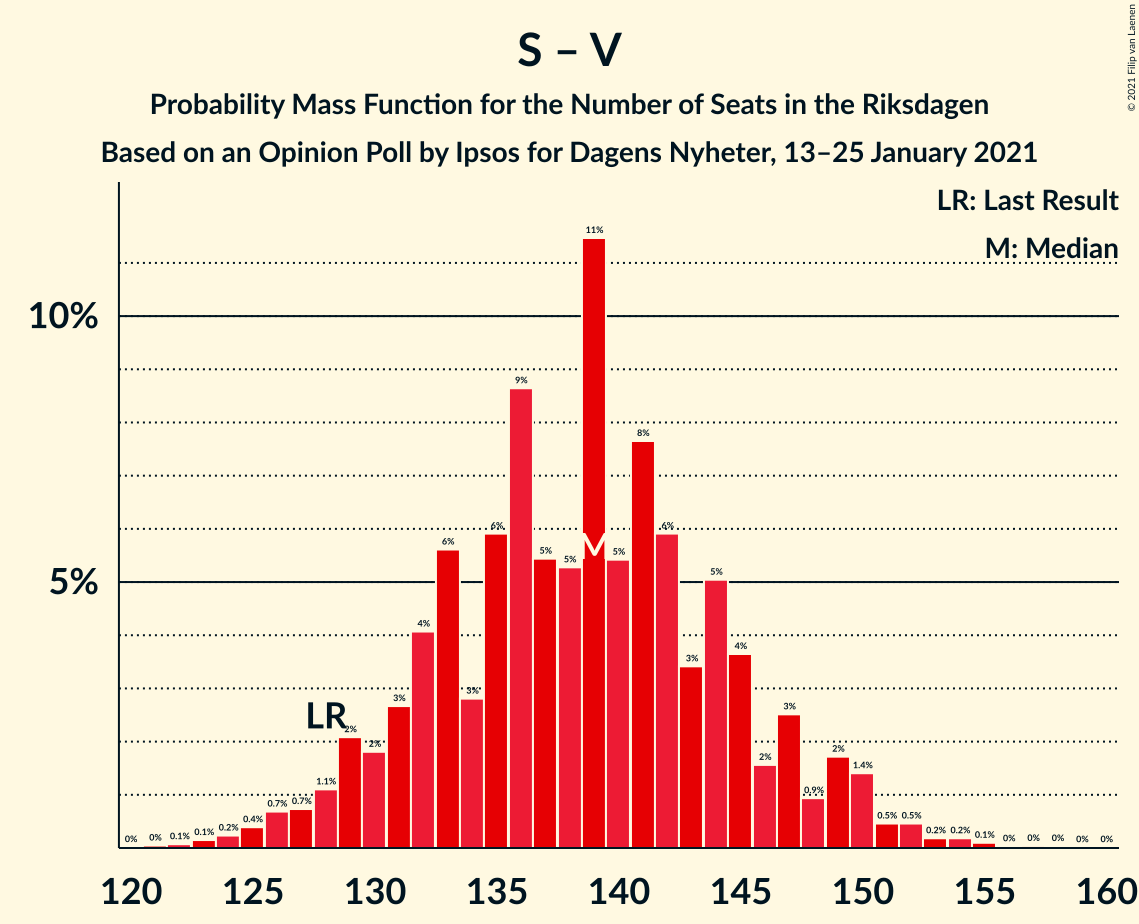 S – V
Probability Mass Function for the Number of Seats in the Riksdagen
Based on an Opinion Poll by Ipsos for Dagens Nyheter, 13–25 January 2021
© 2021 Filip van Laenen
LR: Last Result
M: Median
10%
5%
LR
M
0% 0% 0.1% 0.1% 0.2% 0.4% 0.7% 0.7% 1.1% 2% 2% 3% 4% 6% 3% 6% 9% 5% 5% 11% 5% 8% 6% 3% 5% 4% 2% 3% 0.9% 2% 1.4% 0.5% 0.5% 0.2% 0.2% 0.1% 0% 0% 0% 0% 0%
120 125 130 135 140 145 150 155 160